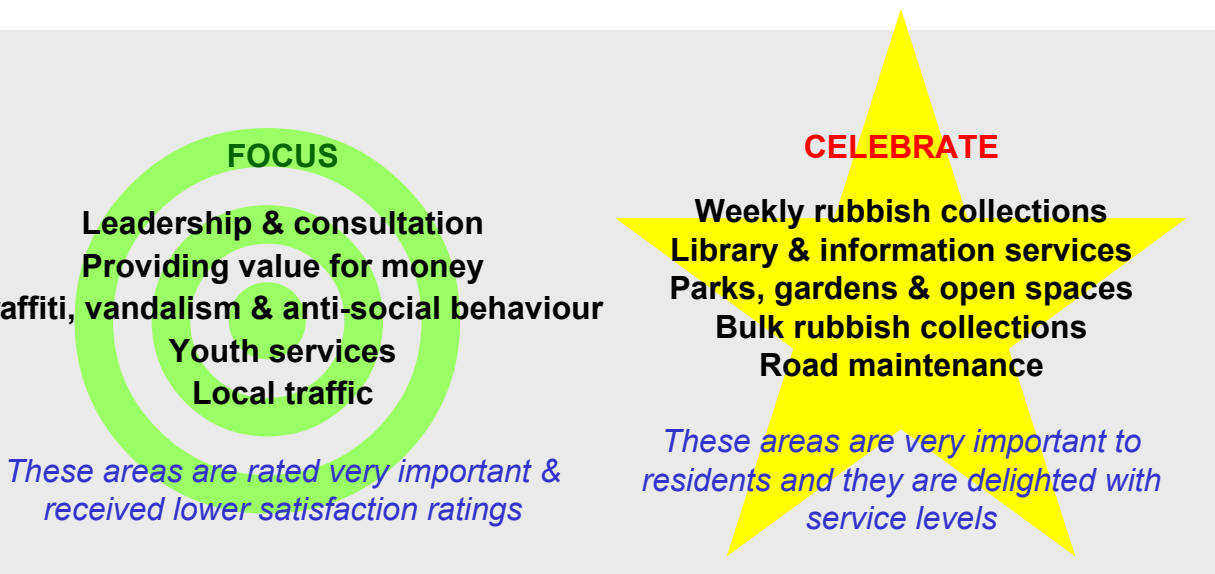 FOCUS
Leadership & consultation
Providing value for money
affiti, vandalism & anti-social behaviour
Youth services
Local traffic
These areas are rated very important &
received lower satisfaction ratings
CELEBRATE
Weekly rubbish collections
Library & information services
Parks, gardens & open spaces
Bulk rubbish collections
Road maintenance
These areas are very important to
residents and they are delighted with
service levels